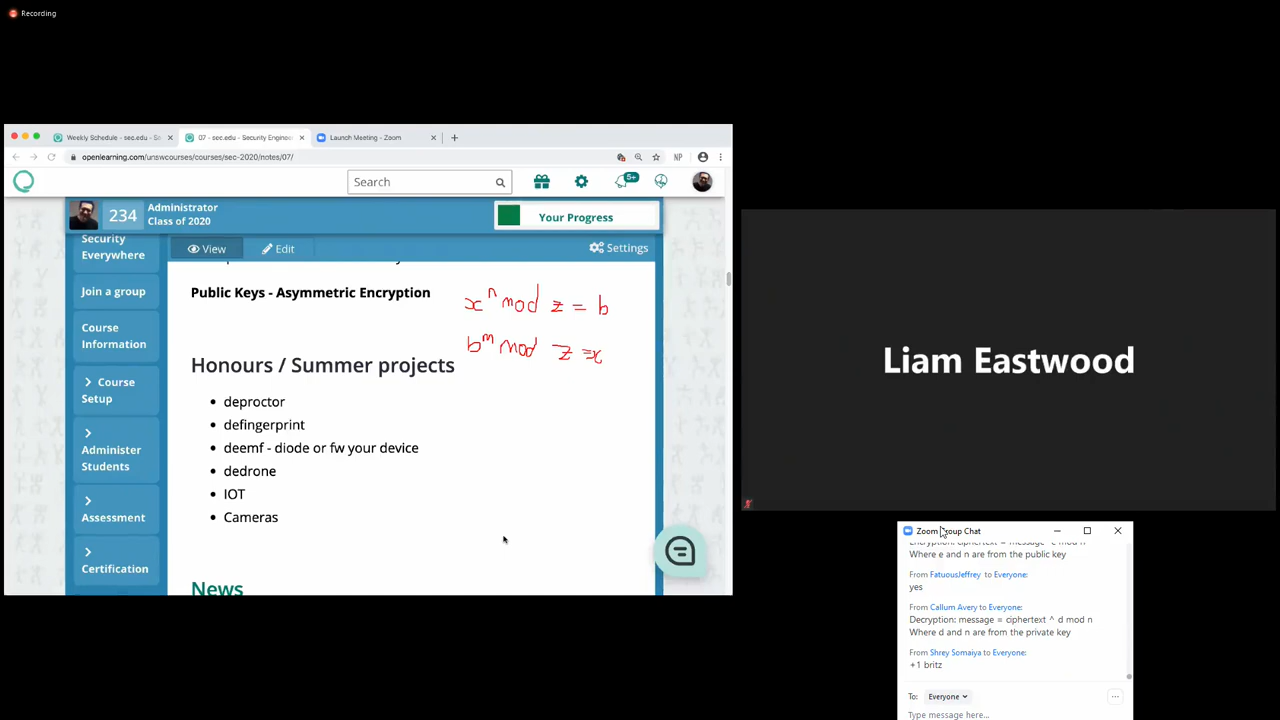 Recording
Weekly Schedule - sec.edu - So
07 - sec.edu - Security Enginee
Launch Meeting - Zoom
openlearning.com/unswcourses/courses/sec-2020/notes/07/
NP
Search
5+
234
Administrator
Class of 2020
Your Progress
View
Edit
Settings
Security
Everywhere
Join a group
Course
Information
Course
Setup
Administer
Students
Assessment
Certification
Public Keys - Asymmetric Encryption
x^n mod z = b
b^m mod z = x
Honours / Summer projects
• deproctor
• defingerprint
• deemf - diode or fw your device
• dedrone
• IOT
• Cameras
News
Liam Eastwood
Zoom Group Chat
Where e and n are from the public key
From FatuousJeffrey to Everyone:
yes
From Callum Avery to Everyone:
Decryption: message = ciphertext ^ d mod n
Where d and n are from the private key
From Shrey Somaiya to Everyone:
+1 britz
To: Everyone
Type message here...